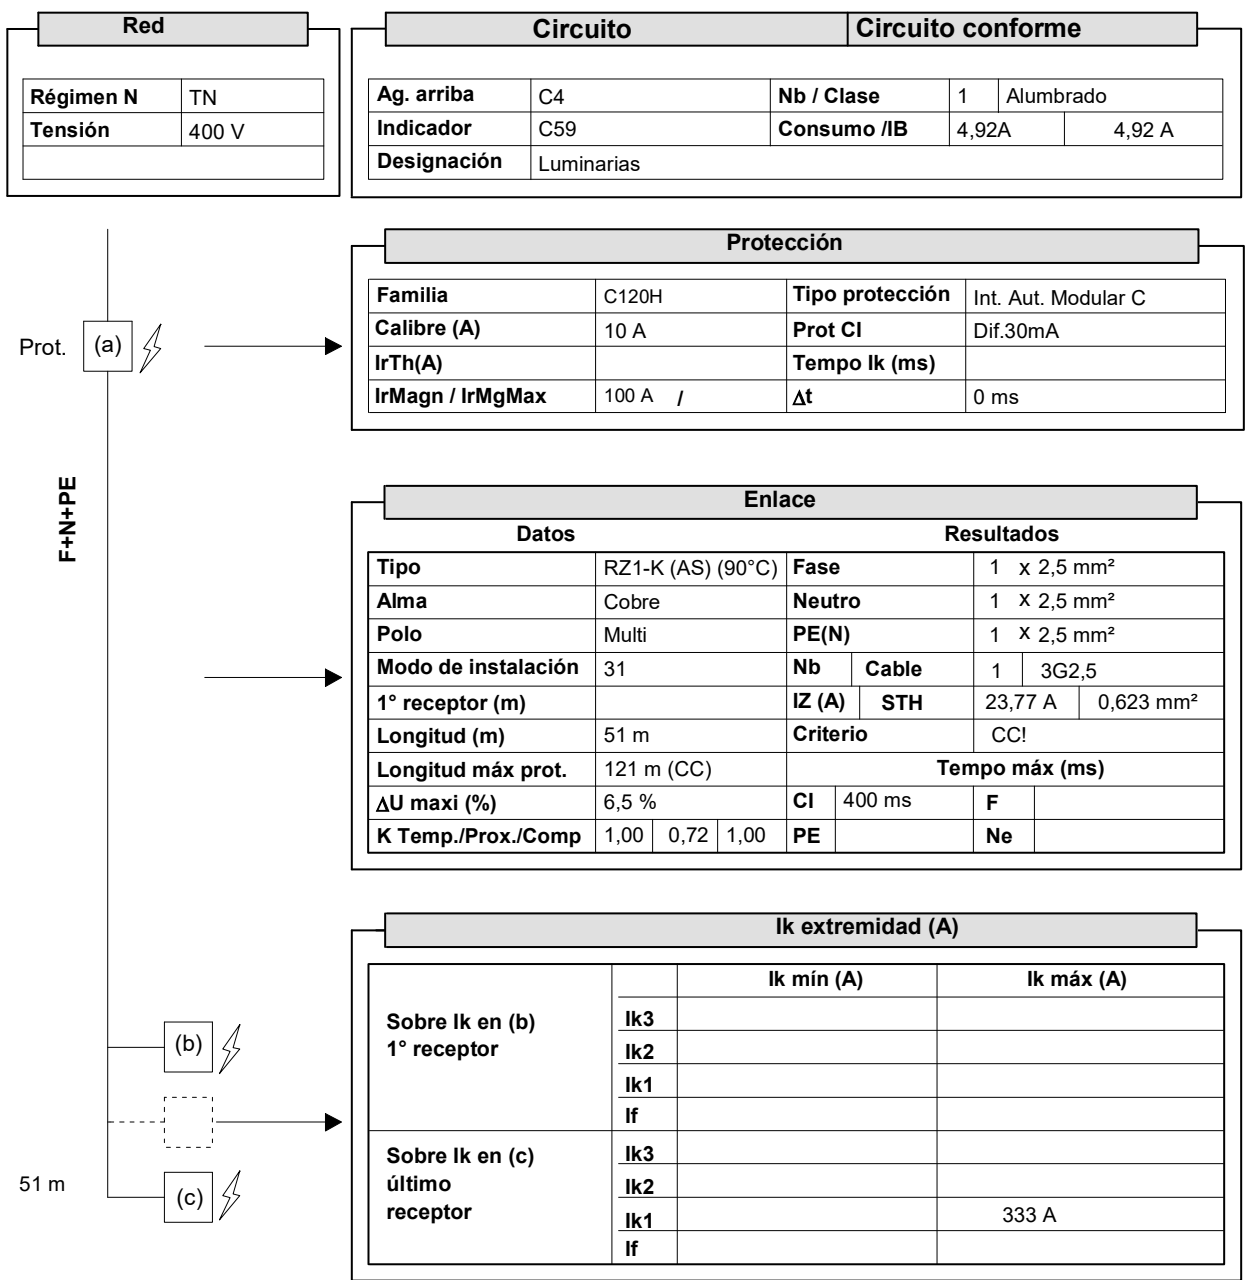 Red
Régimen N TN
Tensión 400 V
Circuito Circuito conforme
Ag. arriba C4 Nb / Clase 1 Alumbrado
Indicador C59 Consumo /IB 4,92A 4,92 A
Designación Luminarias
Protección
Familia C120H Tipo protección Int. Aut. Modular C
Calibre (A) 10 A Prot CI Dif.30mA
IrTh(A) Tempo Ik (ms)
IrMagn / IrMgMax 100 A / Δt 0 ms
Prot. (a)
F+N+PE
Enlace
Datos Resultados
Tipo RZ1-K (AS) (90°C) Fase 1 x 2,5 mm²
Alma Cobre Neutro 1 x 2,5 mm²
Polo Multi PE(N) 1 x 2,5 mm²
Modo de instalación 31 Nb Cable 1 3G2,5
1° receptor (m) IZ (A) STH 23,77 A 0,623 mm²
Longitud (m) 51 m Criterio CC!
Longitud máx prot. 121 m (CC) Tempo máx (ms)
ΔU maxi (%) 6,5 % CI 400 ms F
K Temp./Prox./Comp 1,00 0,72 1,00 PE Ne
Ik extremidad (A)
Ik mín (A) Ik máx (A)
Sobre Ik en (b)
1° receptor
Ik3
Ik2
Ik1
If
(b)
Sobre Ik en (c)
último
receptor
Ik3
Ik2
Ik1 333 A
If
51 m (c)